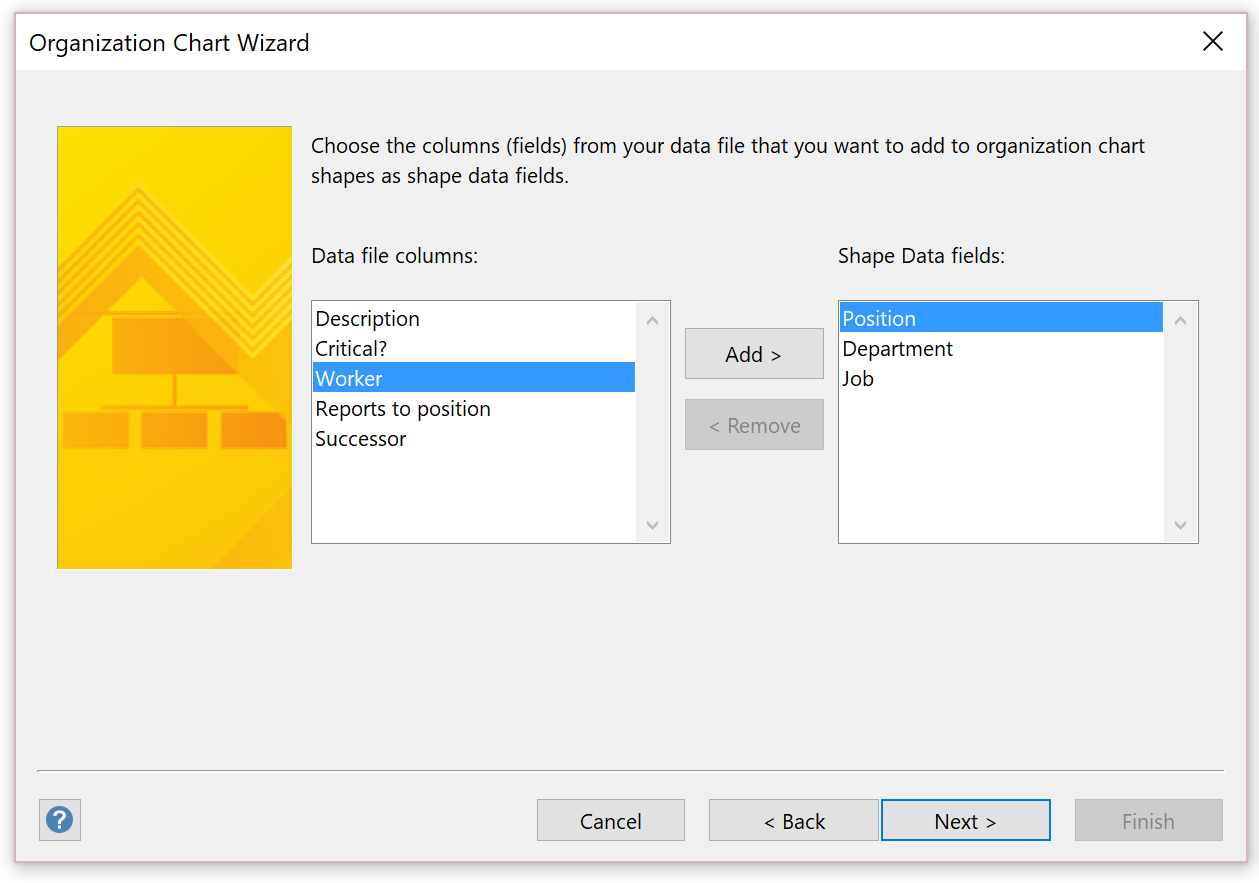 Organization Chart Wizard
Choose the columns (fields) from your data file that you want to add to organization chart
shapes as shape data fields.
Data file columns:
Shape Data fields:
Description
Critical?
Worker
Reports to position
Successor
Add >
< Remove
Position
Department
Job
?
Cancel
< Back
Next >
Finish